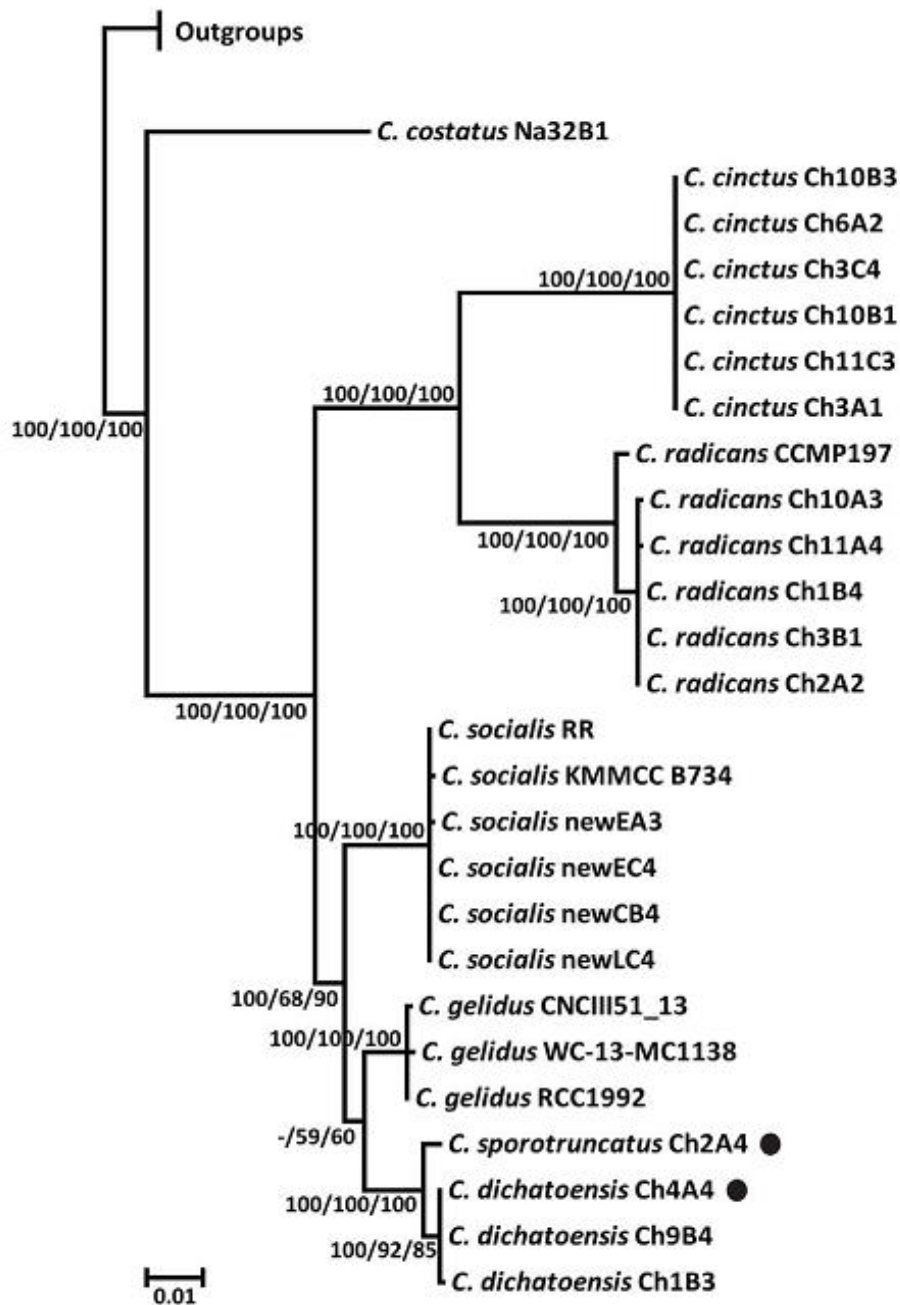 Outgroups
C. costatus Na32B1
C. cinctus Ch10B3
C. cinctus Ch6A2
C. cinctus Ch3C4
100/100/100
C. cinctus Ch10B1
C. cinctus Ch11C3
100/100/100
C. cinctus Ch3A1
100/100/100
C. radicans CCMP197
C. radicans Ch10A3
100/100/100
C. radicans Ch11A4
C. radicans Ch1B4
100/100/100
C. radicans Ch3B1
C. radicans Ch2A2
100/100/100
C. socialis RR
C. socialis KMMCC B734
C. socialis newEA3
100/100/100
C. socialis newEC4
C. socialis newCB4
C. socialis newLC4
100/68/90
C. gelidus CNCIII51_13
100/100/100
C. gelidus WC-13-MC1138
C. gelidus RCC1992
-/59/60
C. sporotruncatus Ch2A4
C. dichatoensis Ch4A4
100/100/100
C. dichatoensis Ch9B4
100/92/85
C. dichatoensis Ch1B3
0.01